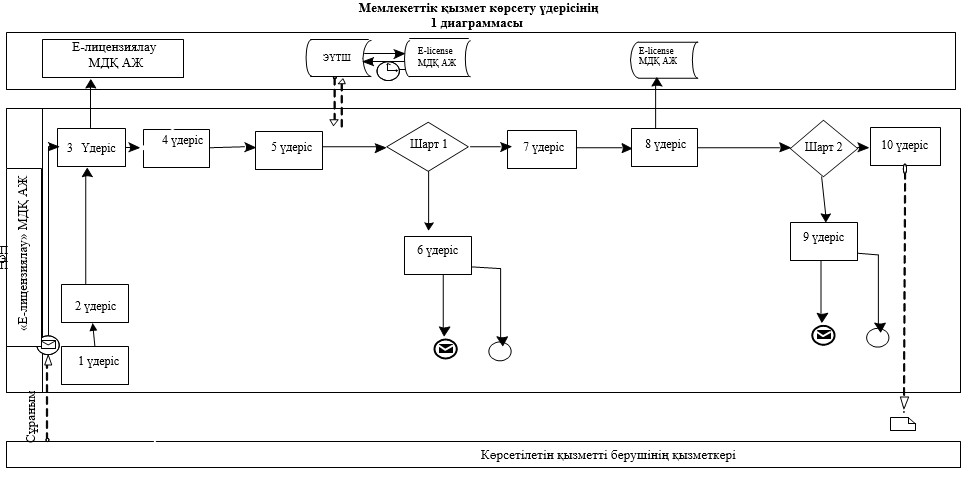 Мемлекеттік қызмет көрсету үдерісінің
1 диаграммасы
Е-лицензиялау
МДҚ АЖ
ЭҮТШ
E-license
МДҚ АЖ
E-license
МДҚ АЖ
3 Үдеріс
4 үдеріс
5 үдеріс
Шарт 1
7 үдеріс
8 үдеріс
Шарт 2
10 үдеріс
6 үдеріс
9 үдеріс
2 үдеріс
1 үдеріс
«Е-лицензиялау» МДҚ АЖ
Сұраным
Көрсетілетін қызметті берушінің қызметкері